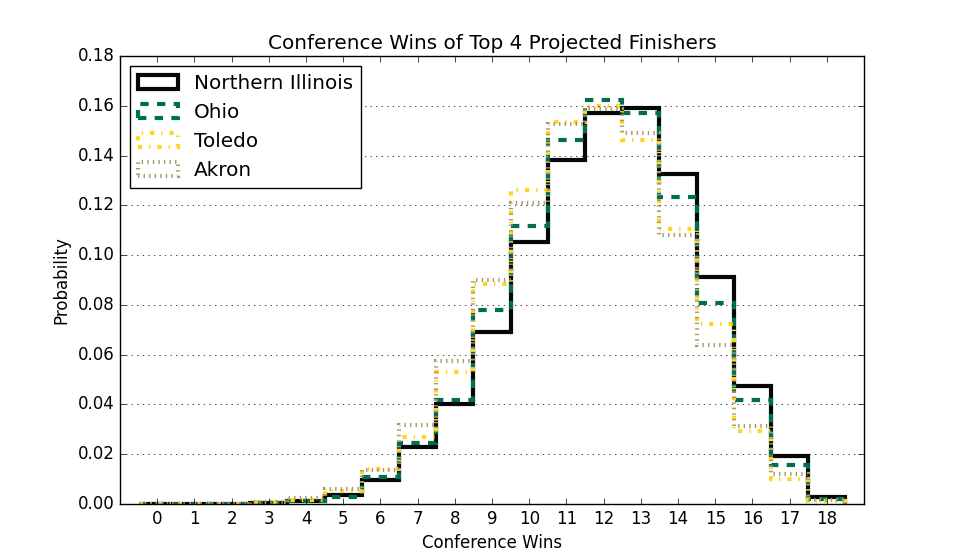 Conference Wins of Top 4 Projected Finishers
0.18
0.16
0.14
0.12
0.10
0.08
0.06
0.04
0.02
0.00
Probability
Northern Illinois
Ohio
Toledo
Akron
0 1 2 3 4 5 6 7 8 9 10 11 12 13 14 15 16 17 18
Conference Wins